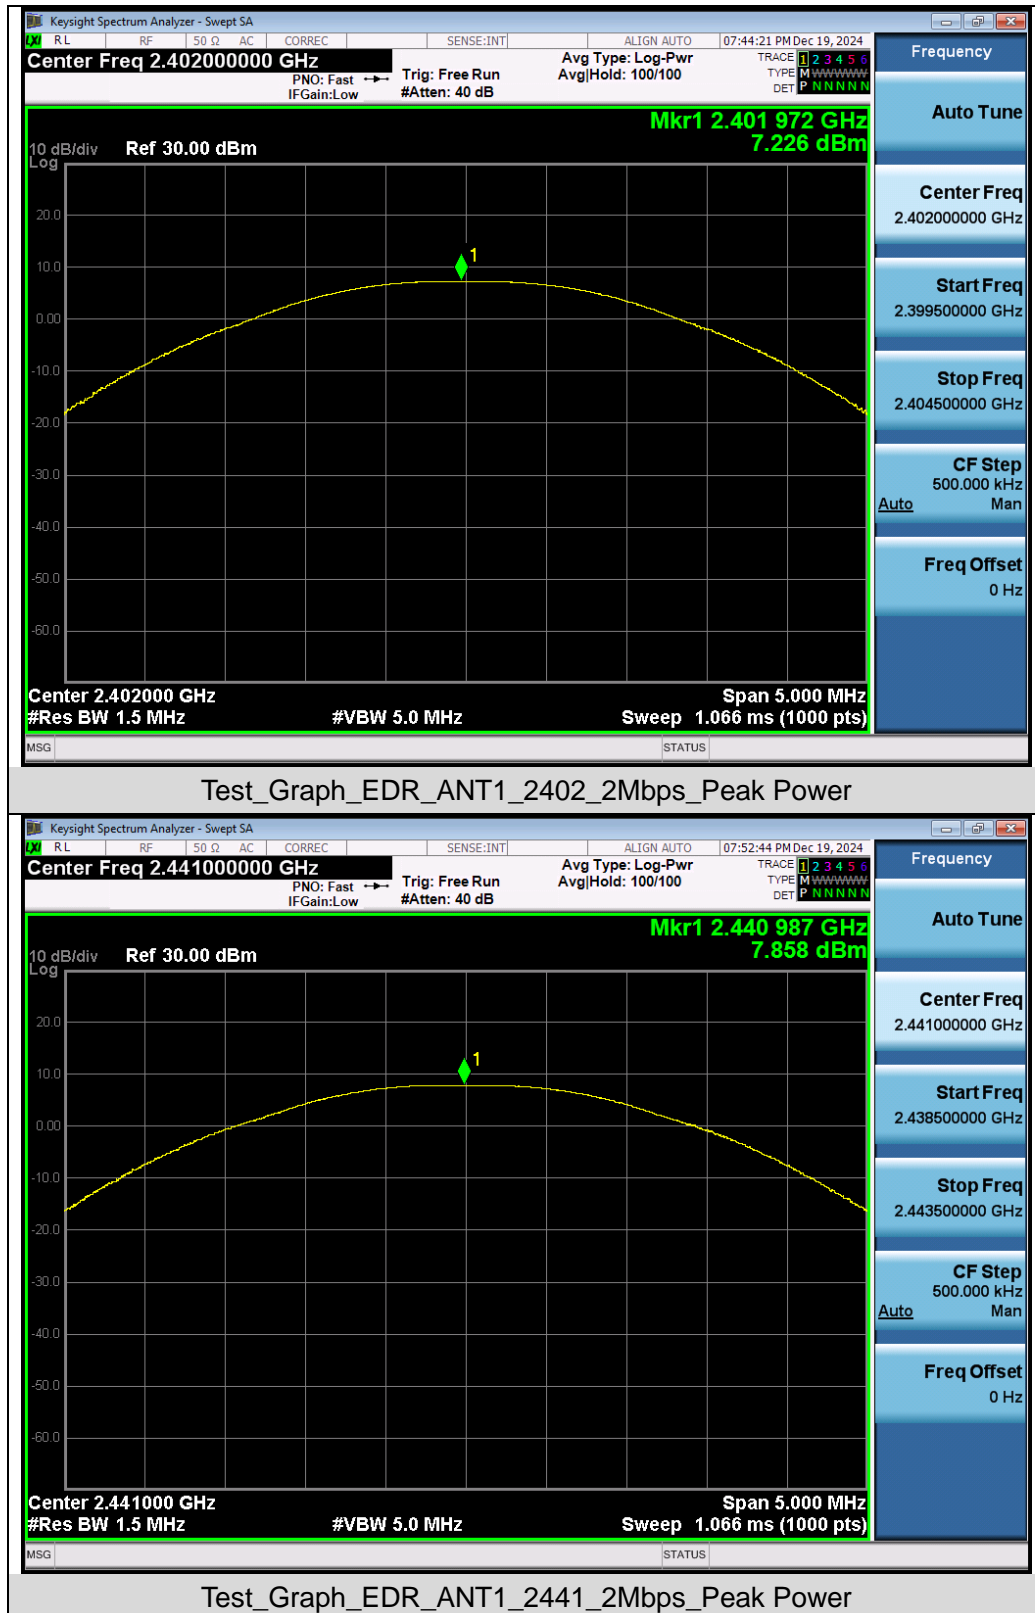 Keysight Spectrum Analyzer - Swept SA
LXI RL RF 50 Ω AC CORREC SENSE:INT ALIGN AUTO 07:44:21 PM Dec 19, 2024
Center Freq 2.402000000 GHz
PNO: Fast
IFGain:Low
Trig: Free Run
#Atten: 40 dB
Avg Type: Log-Pwr
Avg|Hold: 100/100
TRACE 1 2 3 4 5 6
TYPE M WWWWW
DET P N N N N N
Mkr1 2.401 972 GHz
7.226 dBm
10 dB/div Ref 30.00 dBm
Log
20.0
1
10.0
0.00
-10.0
-20.0
-30.0
-40.0
-50.0
-60.0
Center 2.402000 GHz Span 5.000 MHz
#Res BW 1.5 MHz #VBW 5.0 MHz Sweep 1.066 ms (1000 pts)
MSG STATUS
Frequency
Auto Tune
Center Freq
2.402000000 GHz
Start Freq
2.399500000 GHz
Stop Freq
2.404500000 GHz
CF Step
500.000 kHz
Auto Man
Freq Offset
0 Hz
Test_Graph_EDR_ANT1_2402_2Mbps_Peak Power
Keysight Spectrum Analyzer - Swept SA
LXI RL RF 50 Ω AC CORREC SENSE:INT ALIGN AUTO 07:52:44 PM Dec 19, 2024
Center Freq 2.441000000 GHz
PNO: Fast
IFGain:Low
Trig: Free Run
#Atten: 40 dB
Avg Type: Log-Pwr
Avg|Hold: 100/100
TRACE 1 2 3 4 5 6
TYPE M WWWWW
DET P N N N N N
Mkr1 2.440 987 GHz
7.858 dBm
10 dB/div Ref 30.00 dBm
Log
20.0
1
10.0
0.00
-10.0
-20.0
-30.0
-40.0
-50.0
-60.0
Center 2.441000 GHz Span 5.000 MHz
#Res BW 1.5 MHz #VBW 5.0 MHz Sweep 1.066 ms (1000 pts)
MSG STATUS
Frequency
Auto Tune
Center Freq
2.441000000 GHz
Start Freq
2.438500000 GHz
Stop Freq
2.443500000 GHz
CF Step
500.000 kHz
Auto Man
Freq Offset
0 Hz
Test_Graph_EDR_ANT1_2441_2Mbps_Peak Power